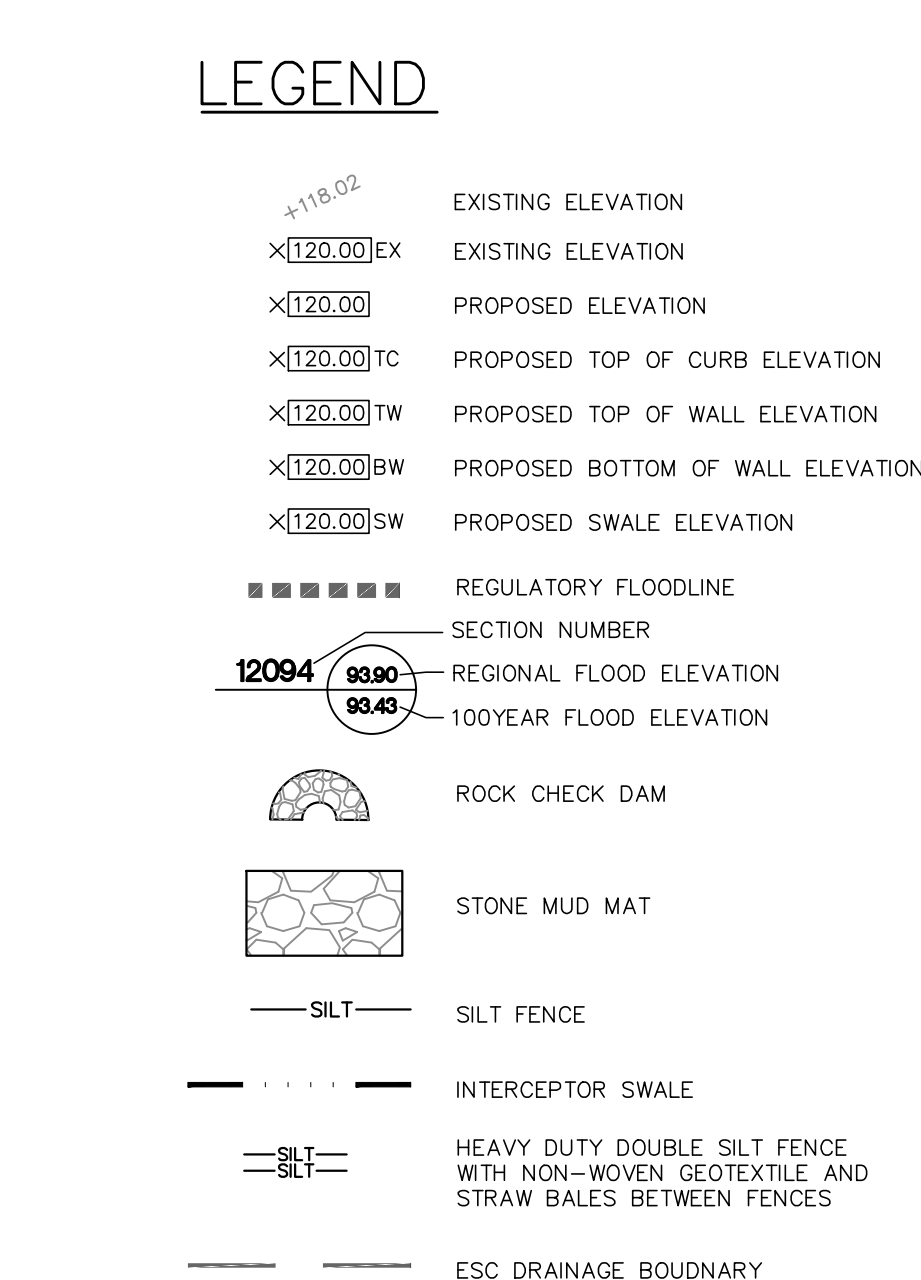 LEGEND
+118.02 EXISTING ELEVATION
×120.00 EX EXISTING ELEVATION
×120.00 PROPOSED ELEVATION
×120.00 TC PROPOSED TOP OF CURB ELEVATION
×120.00 TW PROPOSED TOP OF WALL ELEVATION
×120.00 BW PROPOSED BOTTOM OF WALL ELEVATION
×120.00 SW PROPOSED SWALE ELEVATION
REGULATORY FLOODLINE
SECTION NUMBER
12094 93.90 REGIONAL FLOOD ELEVATION
93.43 100YEAR FLOOD ELEVATION
ROCK CHECK DAM
STONE MUD MAT
SILT SILT FENCE
INTERCEPTOR SWALE
HEAVY DUTY DOUBLE SILT FENCE
SILT WITH NON-WOVEN GEOTEXTILE AND
SILT STRAW BALES BETWEEN FENCES
ESC DRAINAGE BOUDNARY